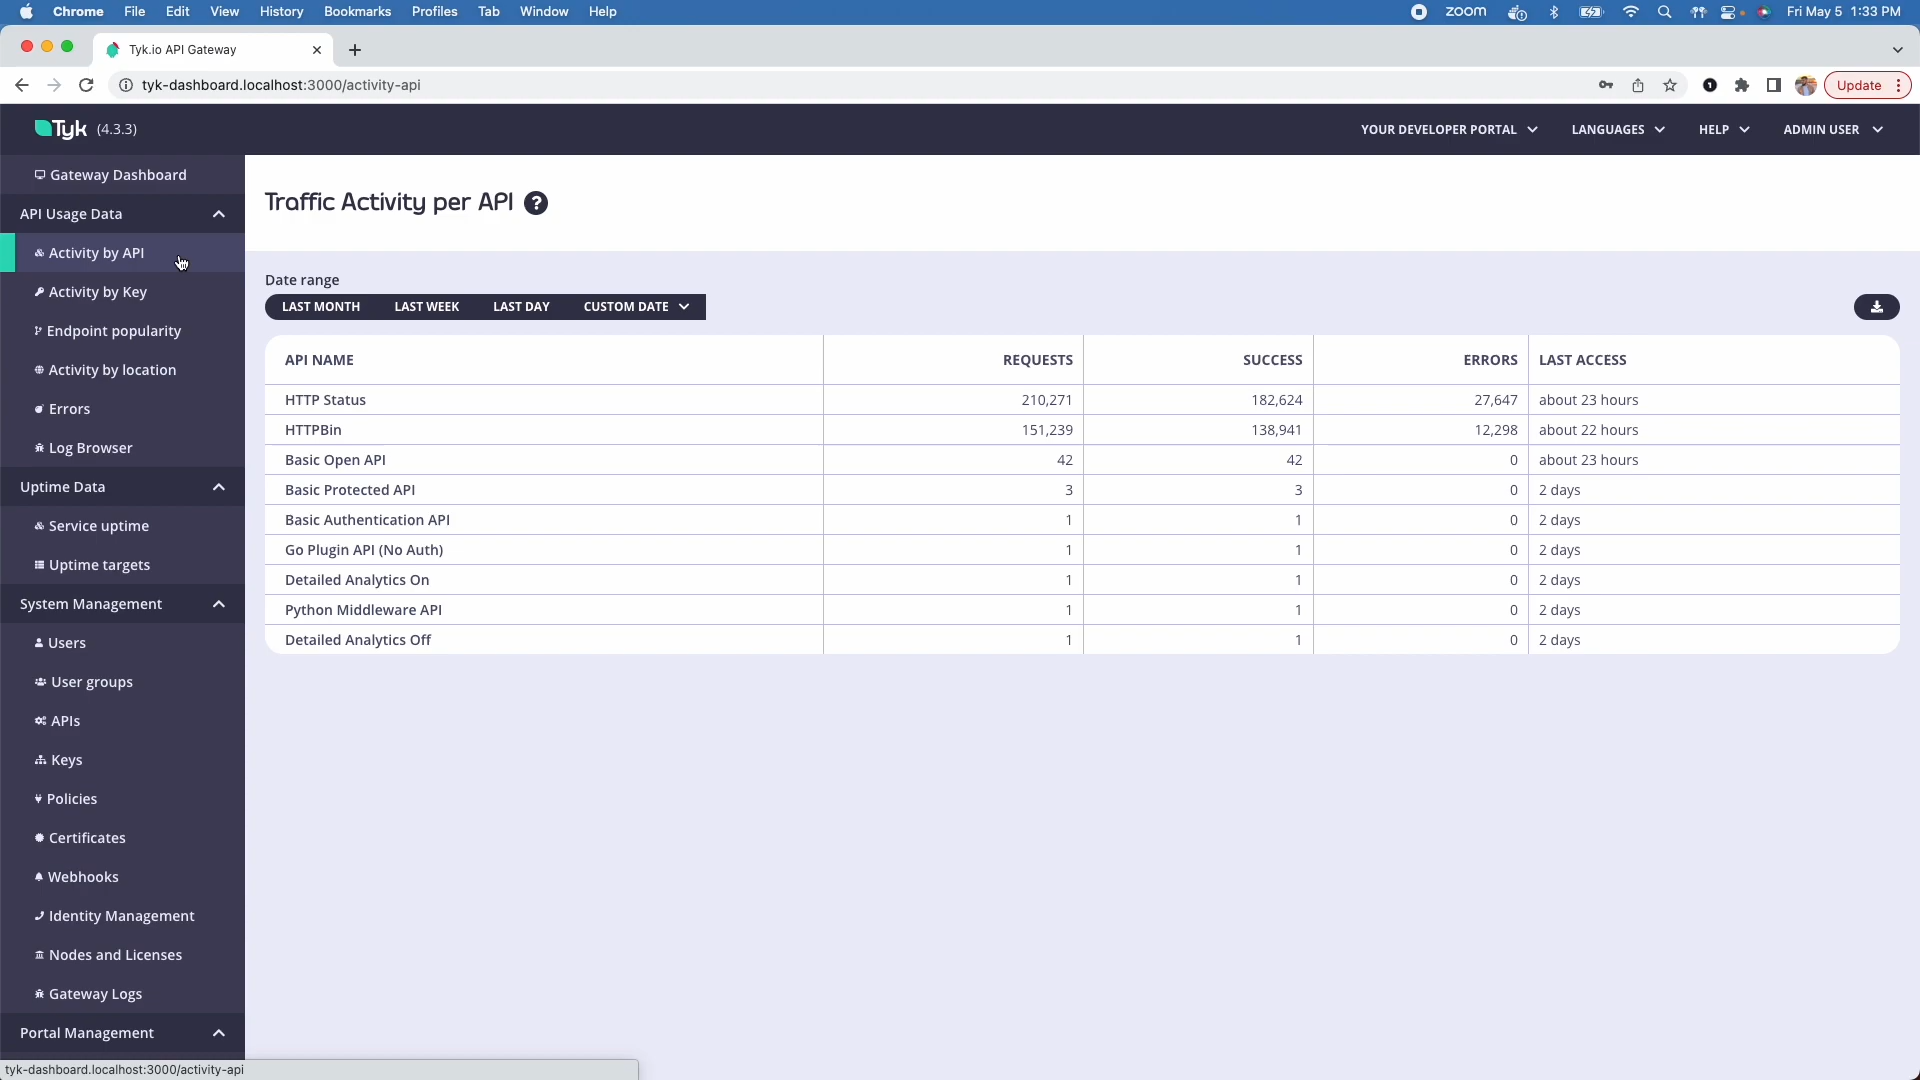 Chrome File Edit View History Bookmarks Profiles Tab Window Help zoom Fri May 5 1:33 PM
Tyk.io API Gateway
tyk-dashboard.localhost:3000/activity-api Update
Tyk (4.3.3) YOUR DEVELOPER PORTAL LANGUAGES HELP ADMIN USER
Gateway Dashboard
API Usage Data
Activity by API
Activity by Key
Endpoint popularity
Activity by location
Errors
Log Browser
Uptime Data
Service uptime
Uptime targets
System Management
Users
User groups
APIs
Keys
Policies
Certificates
Webhooks
Identity Management
Nodes and Licenses
Gateway Logs
Portal Management
tyk-dashboard.localhost:3000/activity-api
Traffic Activity per API ?
Date range
LAST MONTH LAST WEEK LAST DAY CUSTOM DATE
API NAME REQUESTS SUCCESS ERRORS LAST ACCESS
HTTP Status 210,271 182,624 27,647 about 23 hours
HTTPBin 151,239 138,941 12,298 about 22 hours
Basic Open API 42 42 0 about 23 hours
Basic Protected API 3 3 0 2 days
Basic Authentication API 1 1 0 2 days
Go Plugin API (No Auth) 1 1 0 2 days
Detailed Analytics On 1 1 0 2 days
Python Middleware API 1 1 0 2 days
Detailed Analytics Off 1 1 0 2 days